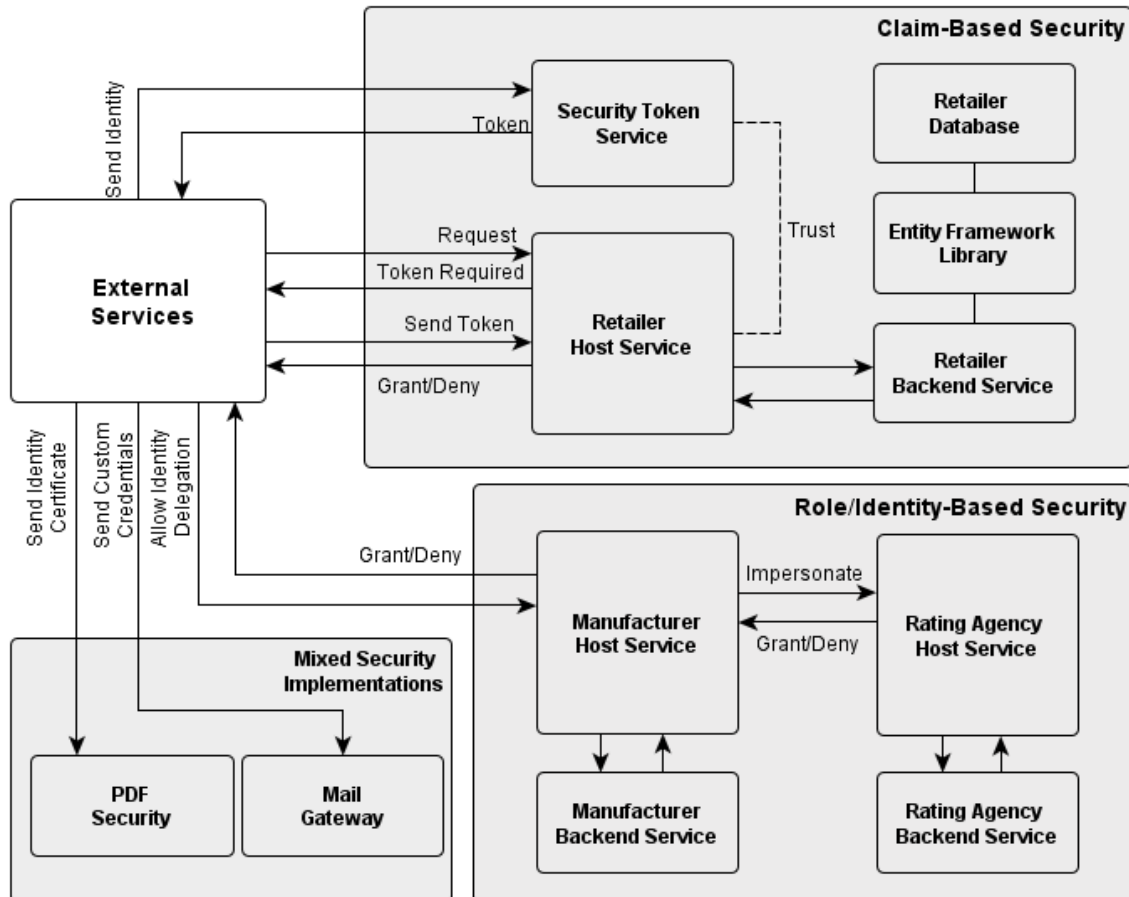 Claim-Based Security
Send Identity
Token
Security Token
Service
Retailer
Database
Trust
Entity Framework
Library
External
Services
Request
Token Required
Send Token
Grant/Deny
Retailer
Host Service
Retailer
Backend Service
Send Identity
Certificate
Send Custom
Credentials
Allow Identity
Delegation
Role/Identity-Based Security
Grant/Deny
Manufacturer
Host Service
Impersonate
Grant/Deny
Rating Agency
Host Service
Manufacturer
Backend Service
Rating Agency
Backend Service
Mixed Security
Implementations
PDF
Security
Mail
Gateway